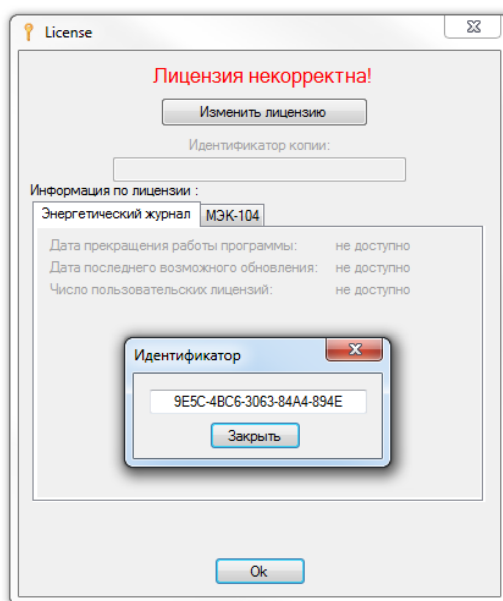 License
Лицензия некорректна!
Изменить лицензию
Идентификатор копии:
Информация по лицензии :
Энергетический журнал МЭК-104
Дата прекращения работы программы: не доступно
Дата последнего возможного обновления: не доступно
Число пользовательских лицензий: не доступно
Идентификатор
9E5C-4BC6-3063-84A4-894E
Закрыть
Ok